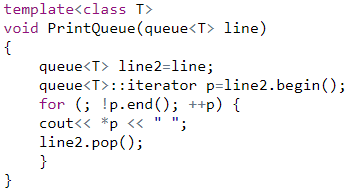 template<class T>
void PrintQueue(queue<T> line)
{
    queue<T> line2=line;
    queue<T>::iterator p=line2.begin();
    for (; !p.end(); ++p) {
    cout<< *p << " ";
    line2.pop();
    }
}